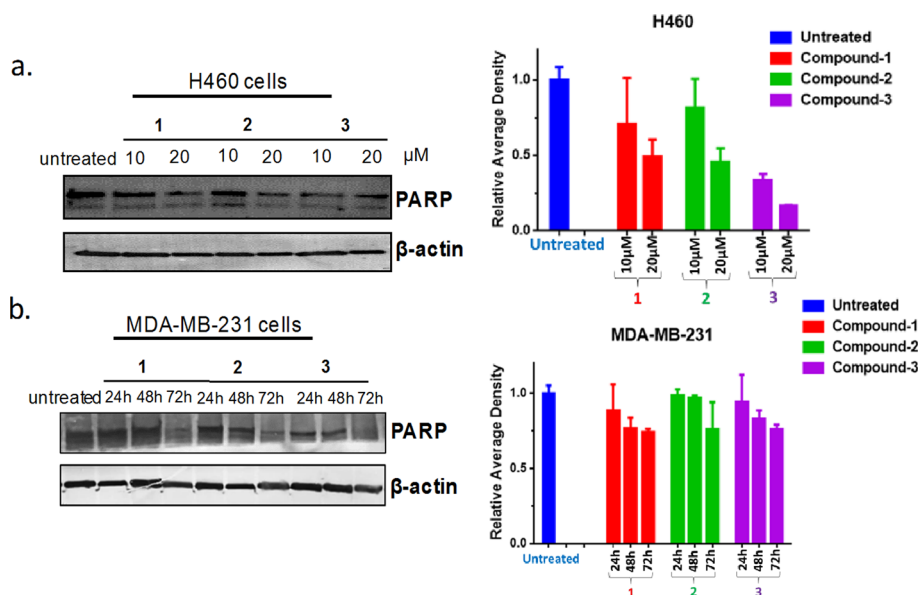 a.
H460 cells
1 2 3
untreated 10 20 10 20 10 20 μM
PARP
β-actin
H460
Relative Average Density
1.0
0.5
0.0
Untreated
10μM 20μM 10μM 20μM 10μM 20μM
1 2 3
Untreated
Compound-1
Compound-2
Compound-3
b.
MDA-MB-231 cells
1 2 3
untreated 24h 48h 72h 24h 48h 72h 24h 48h 72h
PARP
β-actin
MDA-MB-231
Relative Average Density
1.0
0.5
0.0
Untreated
24h 48h 72h 24h 48h 72h 24h 48h 72h
1 2 3
Untreated
Compound-1
Compound-2
Compound-3